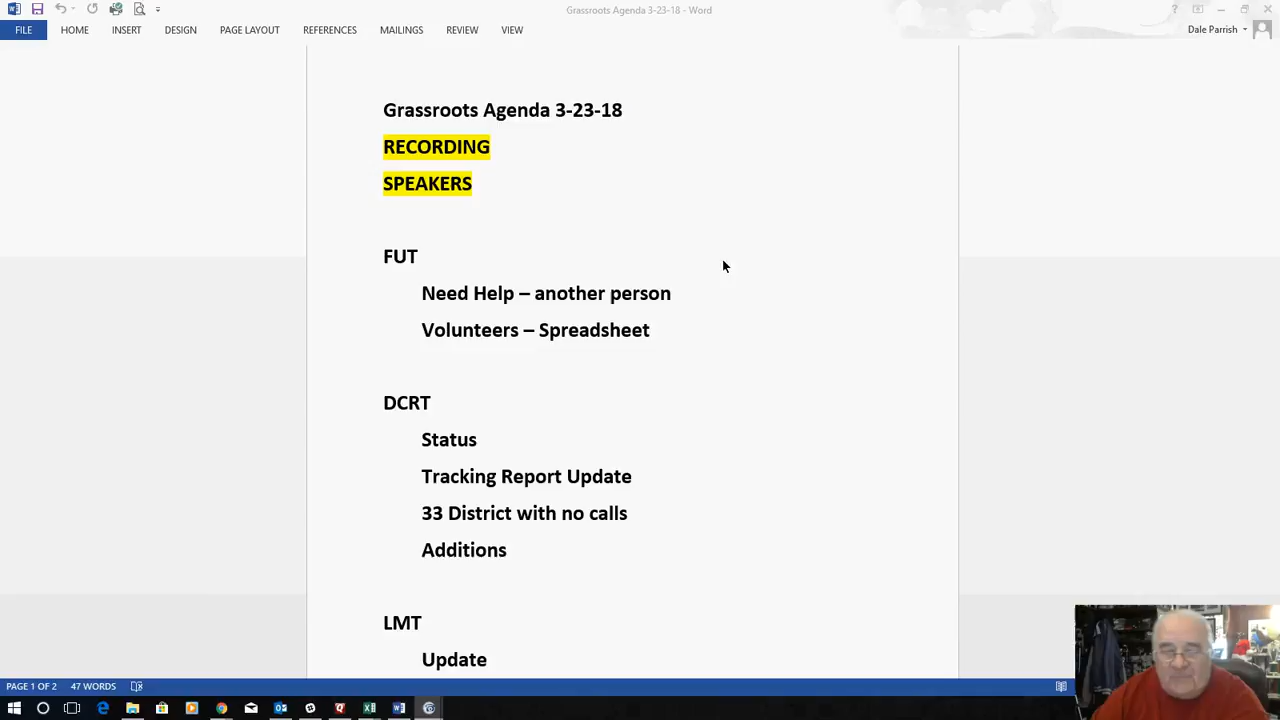 Grassroots Agenda 3-23-18 - Word
?
FILE HOME INSERT DESIGN PAGE LAYOUT REFERENCES MAILINGS REVIEW VIEW Dale Parrish
Grassroots Agenda 3-23-18
RECORDING
SPEAKERS
FUT
Need Help – another person
Volunteers – Spreadsheet
DCRT
Status
Tracking Report Update
33 District with no calls
Additions
LMT
Update
PAGE 1 OF 2 47 WORDS